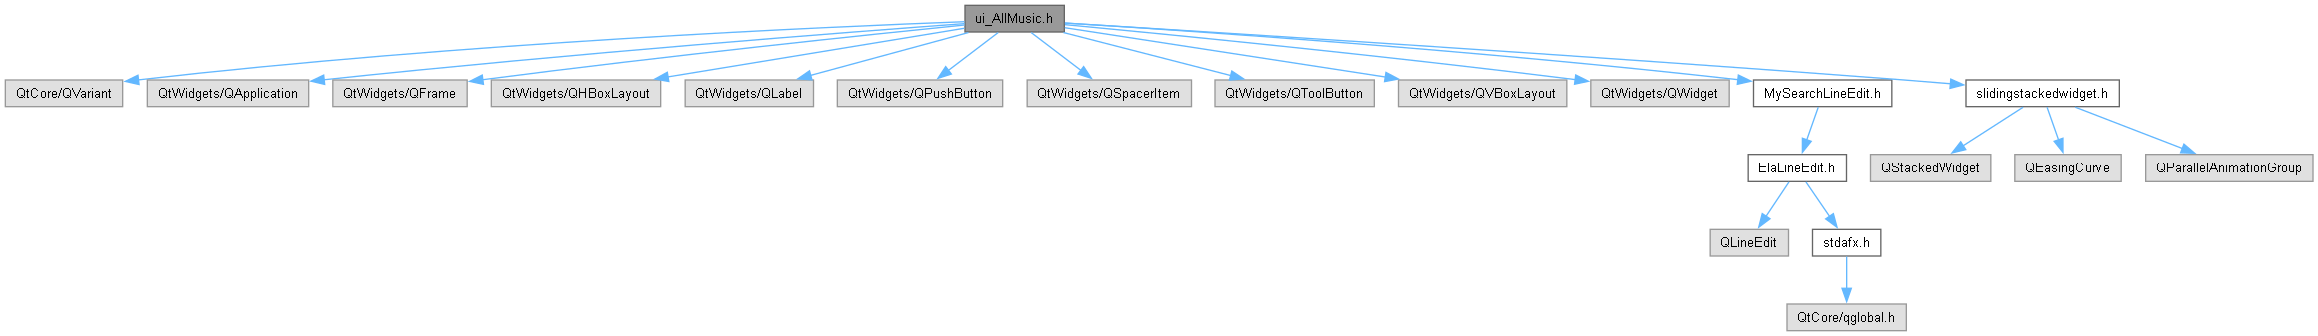 ui_AllMusic.h
QtCore/QVariant
QtWidgets/QApplication
QtWidgets/QFrame
QtWidgets/QHBoxLayout
QtWidgets/QLabel
QtWidgets/QPushButton
QtWidgets/QSpacerItem
QtWidgets/QToolButton
QtWidgets/QVBoxLayout
QtWidgets/QWidget
MySearchLineEdit.h
slidingstackedwidget.h
ElaLineEdit.h
QStackedWidget
QEasingCurve
QParallelAnimationGroup
QLineEdit
stdafx.h
QtCore/qglobal.h